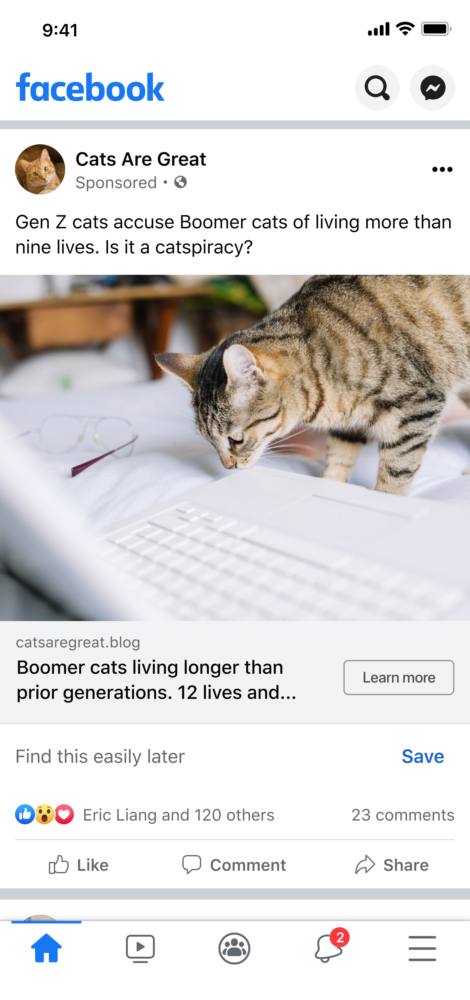 9:41
facebook
Cats Are Great
Sponsored •
Gen Z cats accuse Boomer cats of living more than
nine lives. Is it a catspiracy?
catsaregreat.blog
Boomer cats living longer than
prior generations. 12 lives and...
Learn more
Find this easily later
Save
Eric Liang and 120 others
23 comments
Like
Comment
Share
2